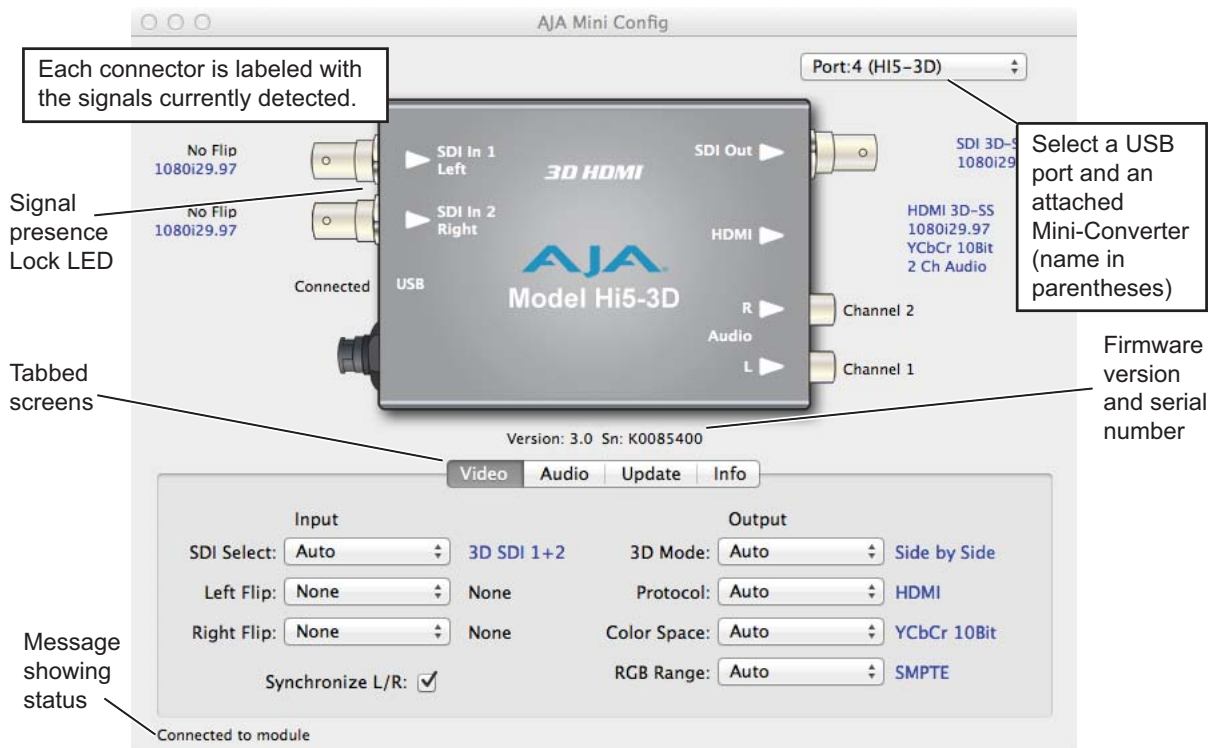 AJA Mini Config
Each connector is labeled with
the signals currently detected.
Port:4 (HI5-3D)
Select a USB
port and an
attached
Mini-Converter
(name in
parentheses)
No Flip
1080i29.97
Signal
presence
Lock LED
No Flip
1080i29.97
Connected
SDI In 1
Left
SDI In 2
Right
USB
3D HDMI
AJA
Model Hi5-3D
SDI Out
HDMI
R
Audio
L
SDI 3D-S
1080i29
HDMI 3D-SS
1080i29.97
YCbCr 10Bit
2 Ch Audio
Channel 2
Channel 1
Firmware
version
and serial
number
Tabbed
screens
Version: 3.0 Sn: K0085400
Video Audio Update Info
Input
SDI Select: Auto 3D SDI 1+2
Left Flip: None None
Right Flip: None None
Synchronize L/R:
Output
3D Mode: Auto Side by Side
Protocol: Auto HDMI
Color Space: Auto YCbCr 10Bit
RGB Range: Auto SMPTE
Message
showing
status
Connected to module